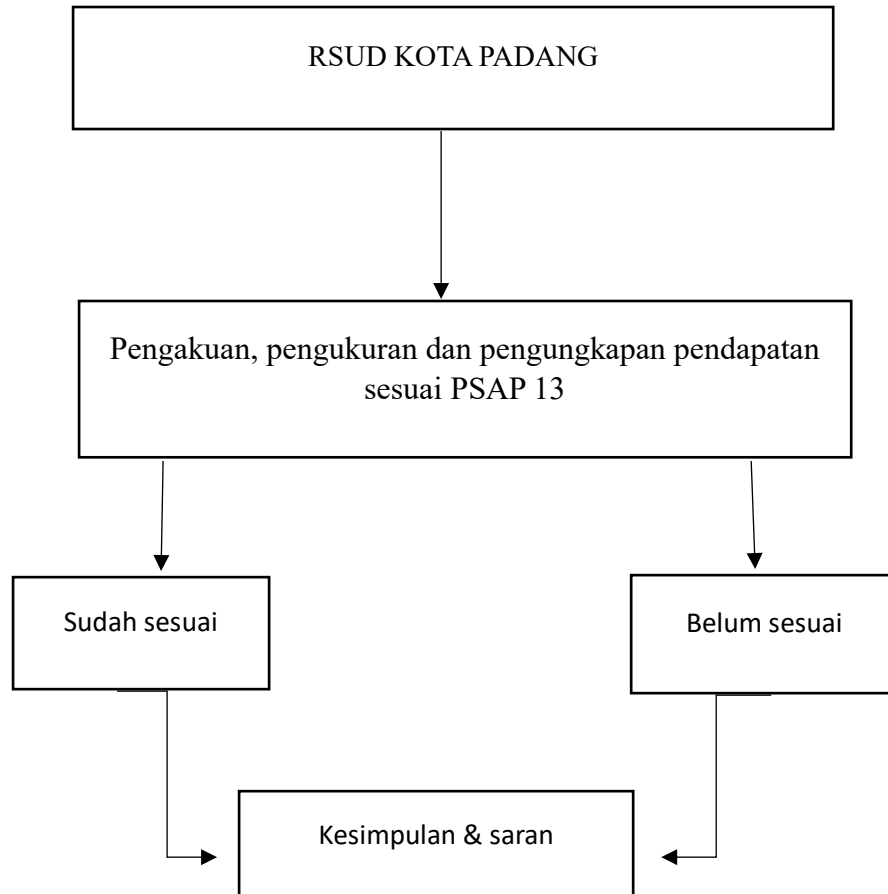 RSUD KOTA PADANG
Pengakuan, pengukuran dan pengungkapan pendapatan
sesuai PSAP 13
Sudah sesuai
Belum sesuai
Kesimpulan & saran